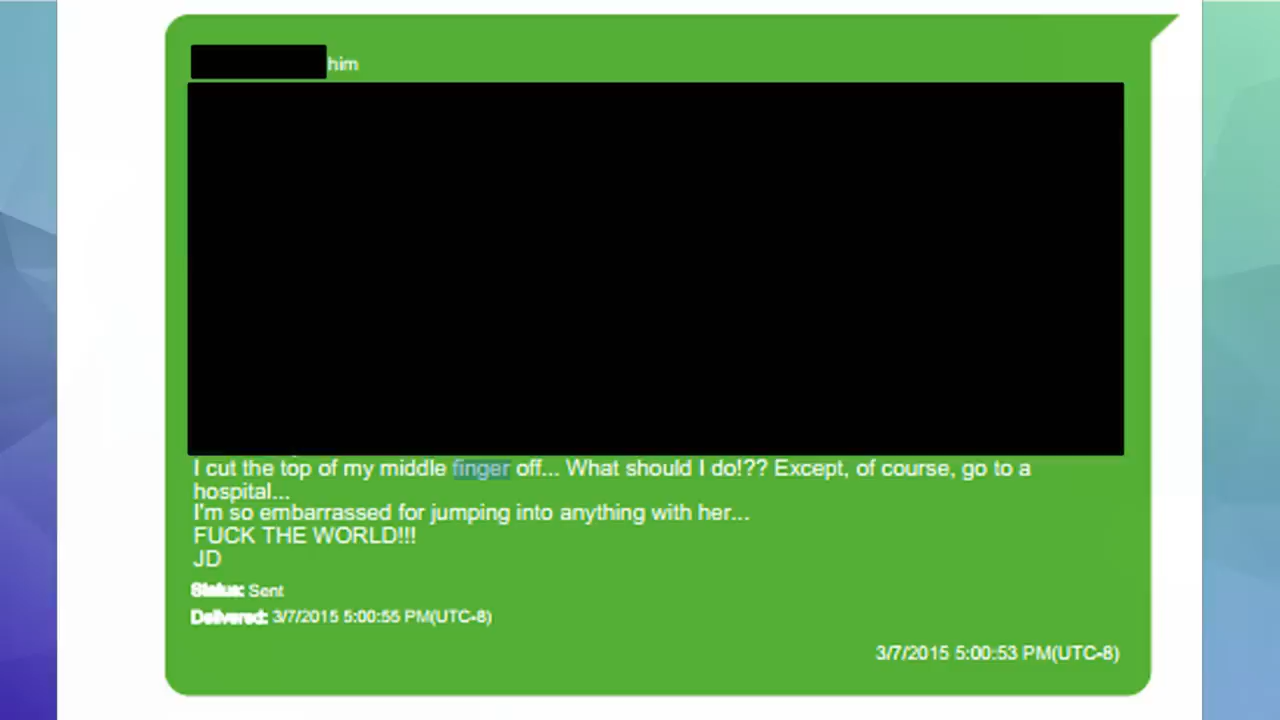 him
I cut the top of my middle finger off... What should I do!?? Except, of course, go to a
hospital...
I'm so embarrassed for jumping into anything with her...
FUCK THE WORLD!!!
JD
Status: Sent
Delivered: 3/7/2015 5:00:55 PM(UTC-8)
3/7/2015 5:00:53 PM(UTC-8)